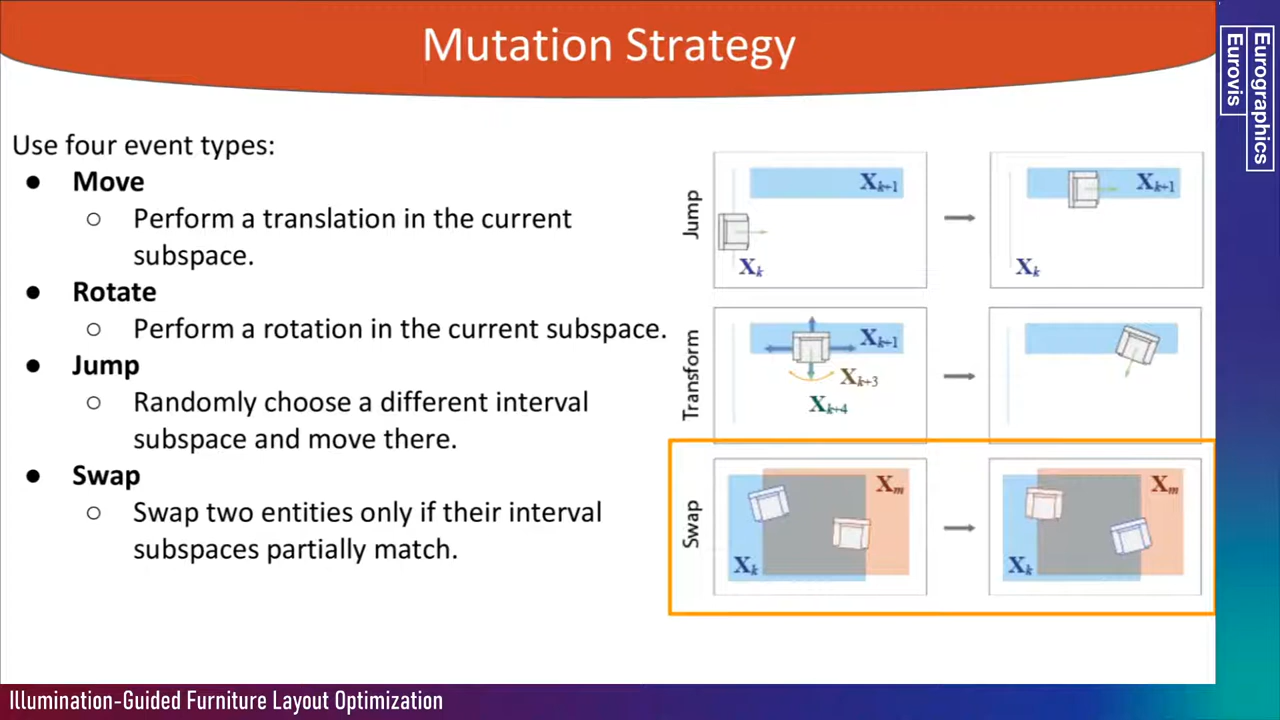 Mutation Strategy
Eurographics
Eurovis
Use four event types:
● Move
○ Perform a translation in the current
subspace.
● Rotate
○ Perform a rotation in the current subspace.
● Jump
○ Randomly choose a different interval
subspace and move there.
● Swap
○ Swap two entities only if their interval
subspaces partially match.
Jump
Xk+1
Xk
Xk+1
Xk
Transform
Xk+1
Xk+3
Xk+4
Swap
Xm
Xk
Xm
Xk
Illumination-Guided Furniture Layout Optimization